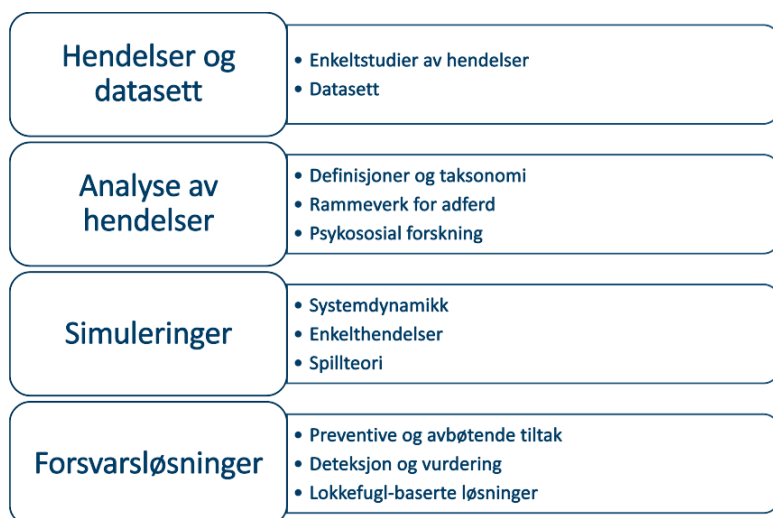 Hendelser og
datasett
• Enkeltstudier av hendelser
• Datasett
Analyse av
hendelser
• Definisjoner og taksonomi
• Rammeverk for adferd
• Psykososial forskning
Simuleringer
• Systemdynamikk
• Enkelthendelser
• Spillteori
Forsvarsløsninger
• Preventive og avbøtende tiltak
• Deteksjon og vurdering
• Lokkefugl-baserte løsninger